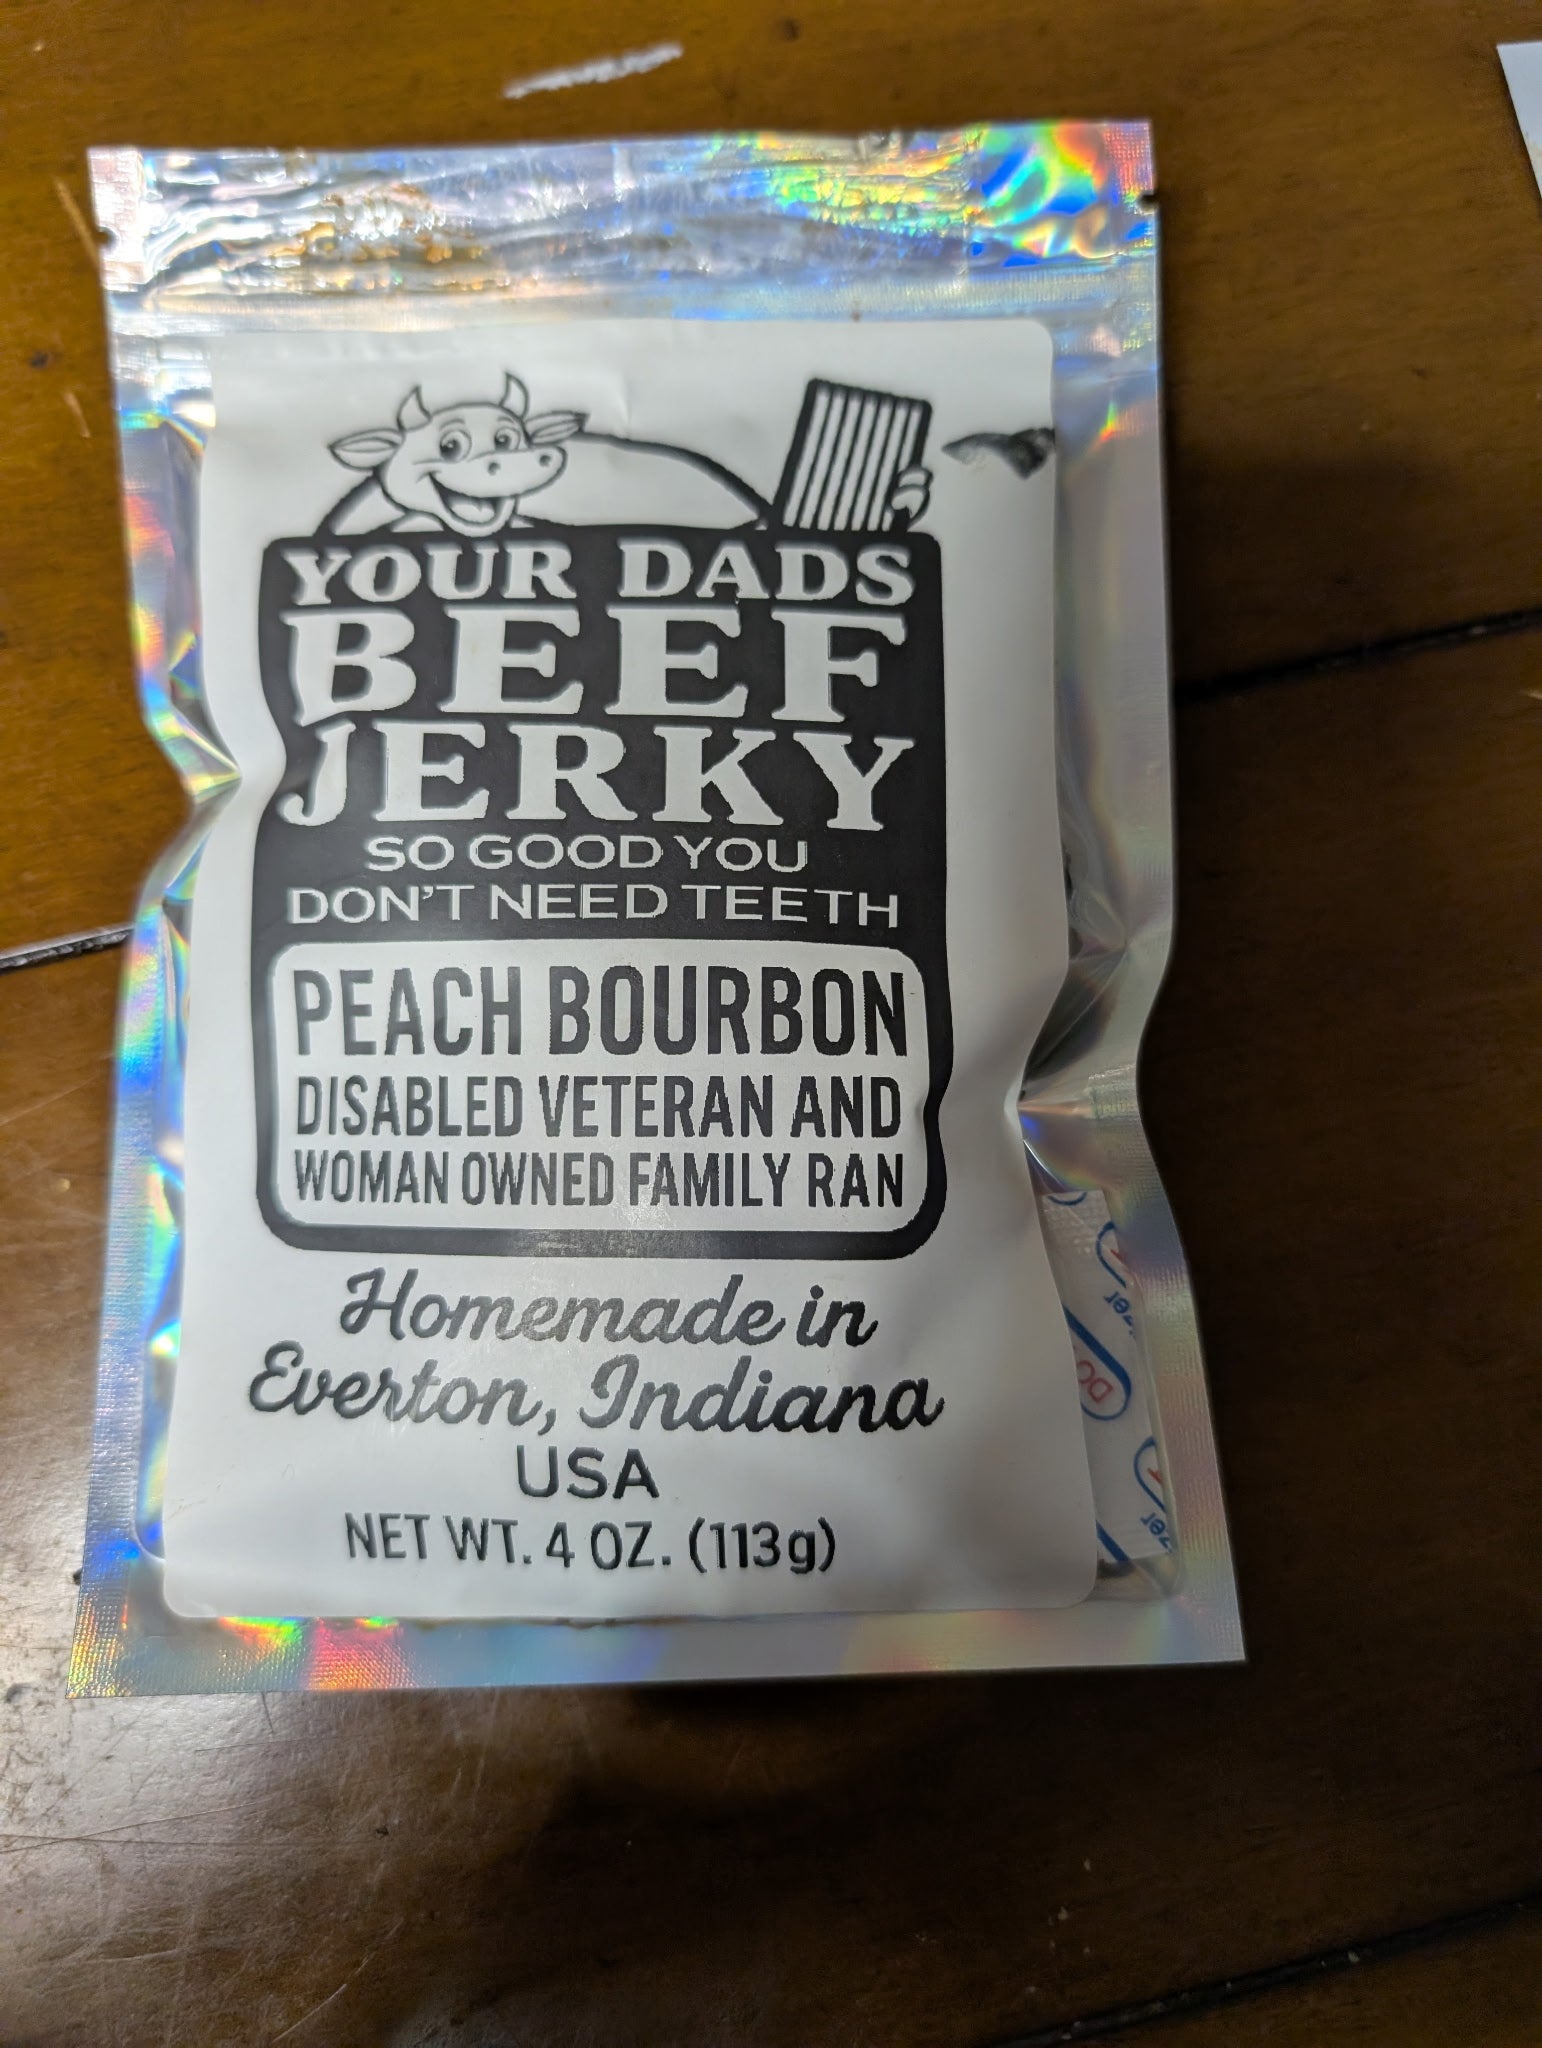 YOUR DADS
BEEF
JERKY
SO GOOD YOU
DON'T NEED TEETH
PEACH BOURBON
DISABLED VETERAN AND
WOMAN OWNED FAMILY RAN
Homemade in
Everton, Indiana
USA
NET WT. 4 OZ. (113g)